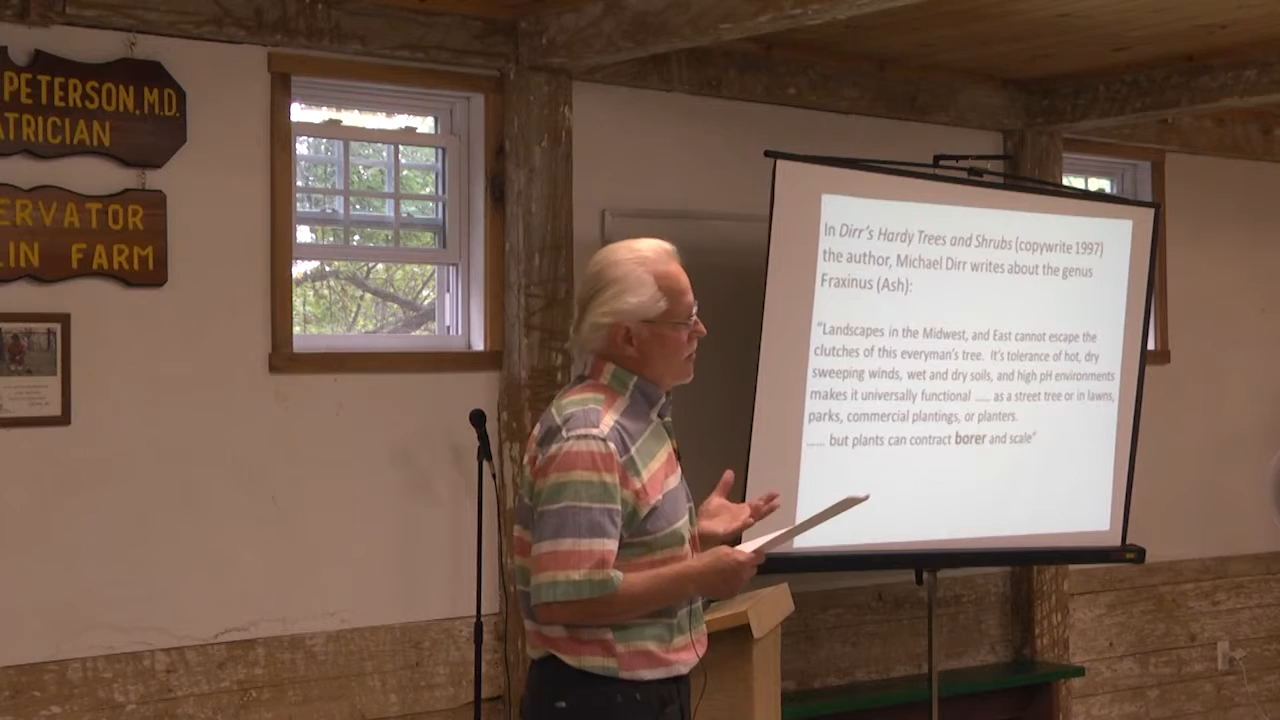 PETERSON, M.D.
ATRICIAN
ERVATOR
LIN FARM
In Dirr's Hardy Trees and Shrubs (copywrite 1997)
the author, Michael Dirr writes about the genus
Fraxinus (Ash):
"Landscapes in the Midwest, and East cannot escape the
clutches of this everyman's tree. It's tolerance of hot, dry
sweeping winds, wet and dry soils, and high pH environments
makes it universally functional ..... as a street tree or in lawns,
parks, commercial plantings, or planters.
...... but plants can contract borer and scale"